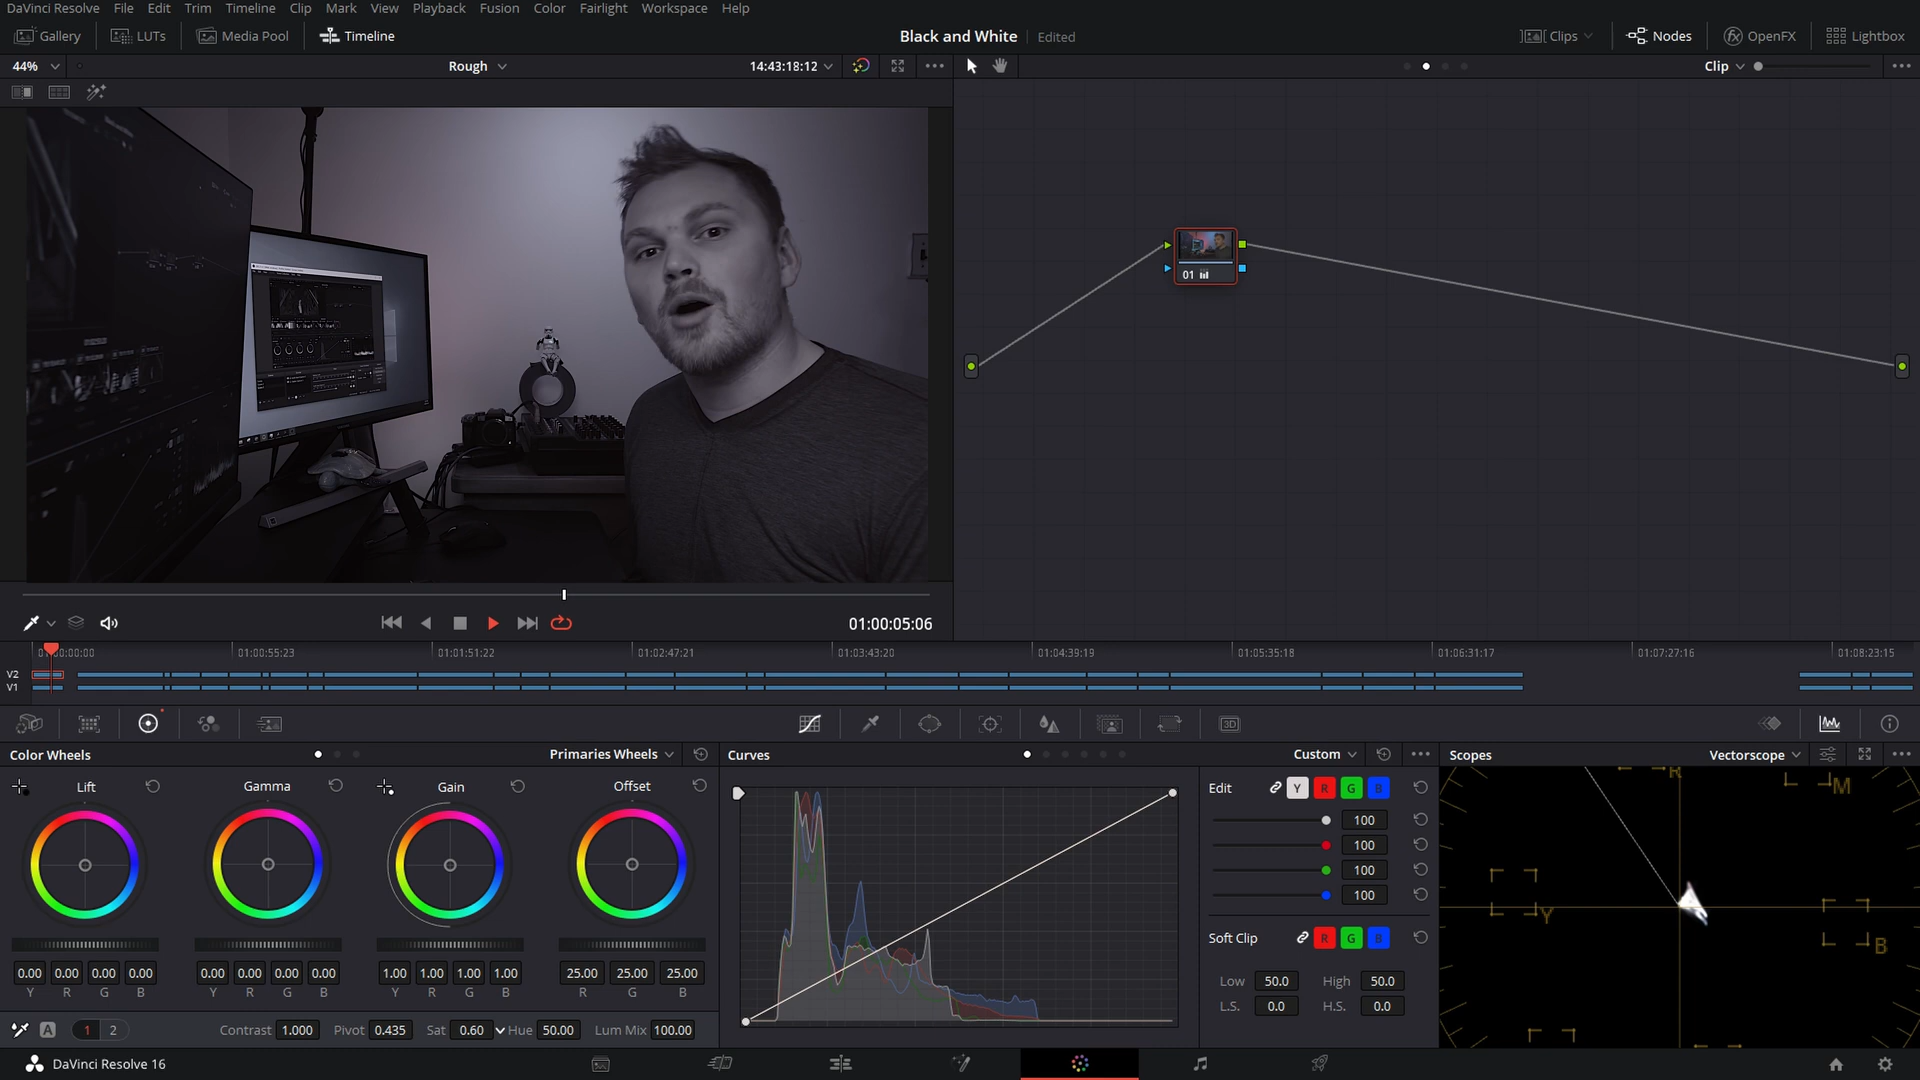 DaVinci Resolve File Edit Trim Timeline Clip Mark View Playback Fusion Color Fairlight Workspace Help
Gallery LUTs Media Pool Timeline Black and White Edited Clips Nodes OpenFX Lightbox
44% Rough 14:43:18:12 Clip
01
01:00:05:06
01:00:00:00 01:00:55:23 01:01:51:22 01:02:47:21 01:03:43:20 01:04:39:19 01:05:35:18 01:06:31:17 01:07:27:16 01:08:23:15
V2
V1
3D
Color Wheels Primaries Wheels Curves Custom Scopes Vectorscope
Lift Gamma Gain Offset
Edit Y R G B
100
100
100
100
Soft Clip R G B
Low 50.0 High 50.0
L.S. 0.0 H.S. 0.0
R M Y B
0.00 0.00 0.00 0.00 0.00 0.00 0.00 0.00 1.00 1.00 1.00 1.00 25.00 25.00 25.00
Y R G B Y R G B Y R G B R G B
A 1 2 Contrast 1.000 Pivot 0.435 Sat 0.60 Hue 50.00 Lum Mix 100.00
DaVinci Resolve 16